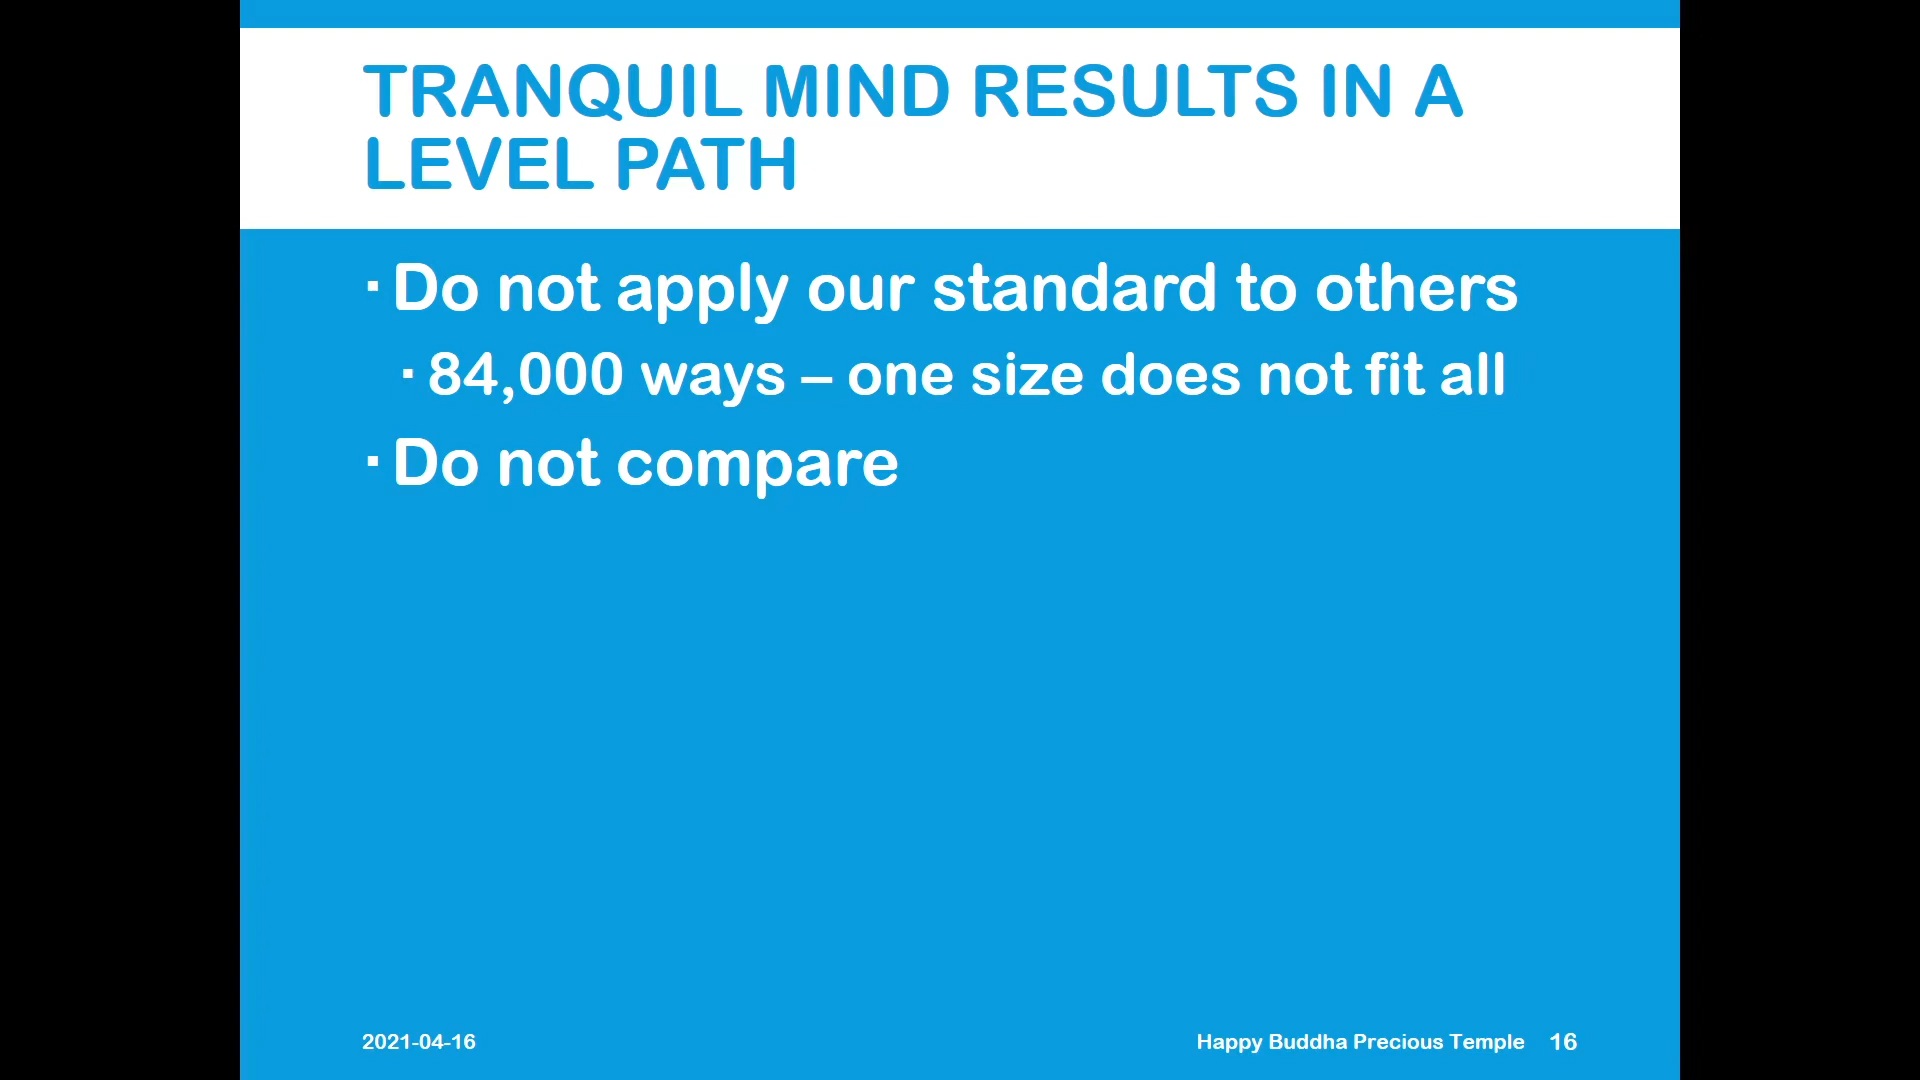 TRANQUIL MIND RESULTS IN A
LEVEL PATH
▪ Do not apply our standard to others
▪ 84,000 ways – one size does not fit all
▪ Do not compare
2021-04-16
Happy Buddha Precious Temple 16